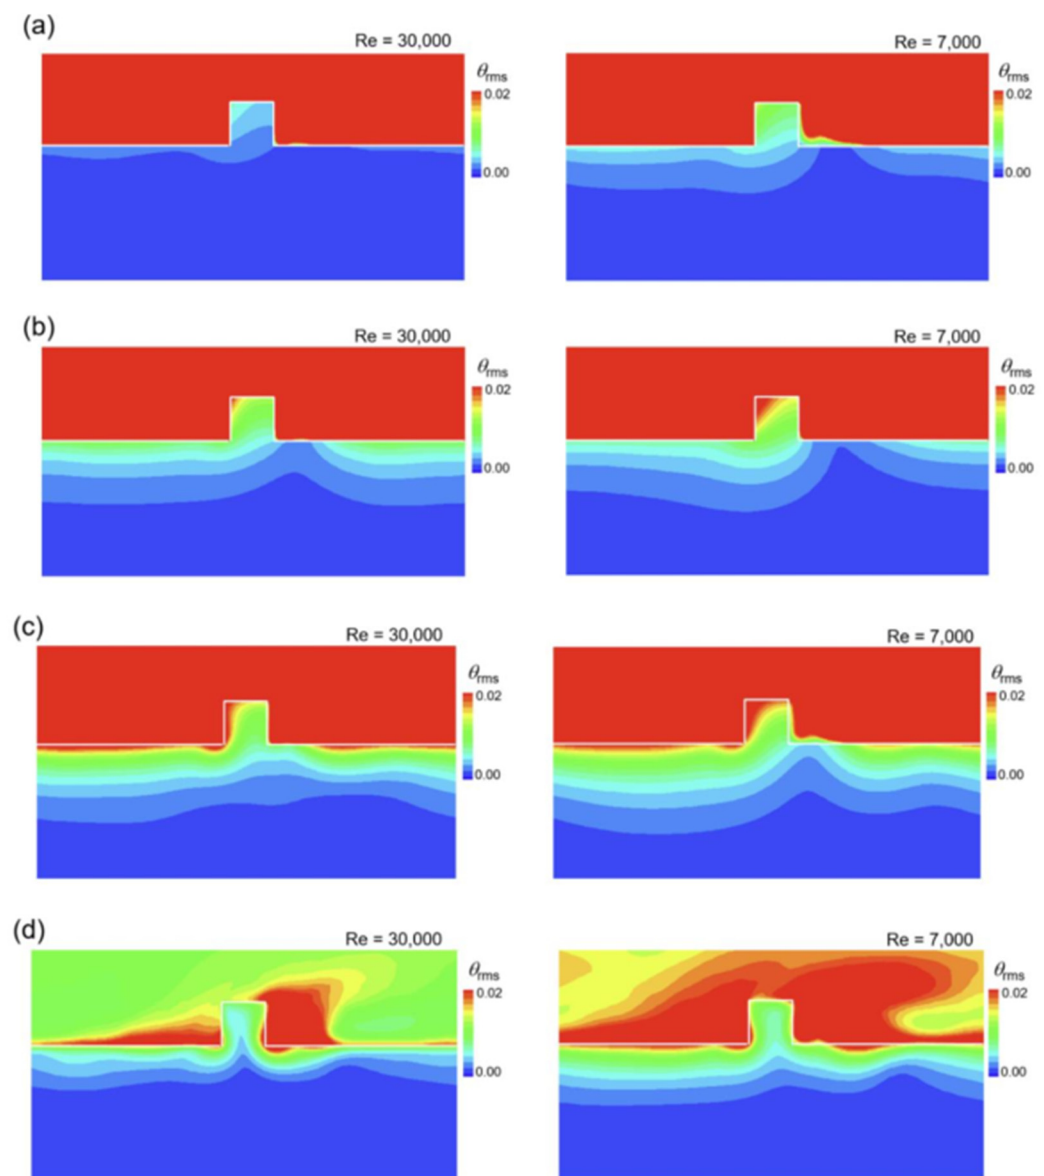 (a)
Re = 30,000
Re = 7,000
θrms
0.02
0.00
θrms
0.02
0.00
(b)
Re = 30,000
Re = 7,000
θrms
0.02
0.00
θrms
0.02
0.00
(c)
Re = 30,000
Re = 7,000
θrms
0.02
0.00
θrms
0.02
0.00
(d)
Re = 30,000
Re = 7,000
θrms
0.02
0.00
θrms
0.02
0.00